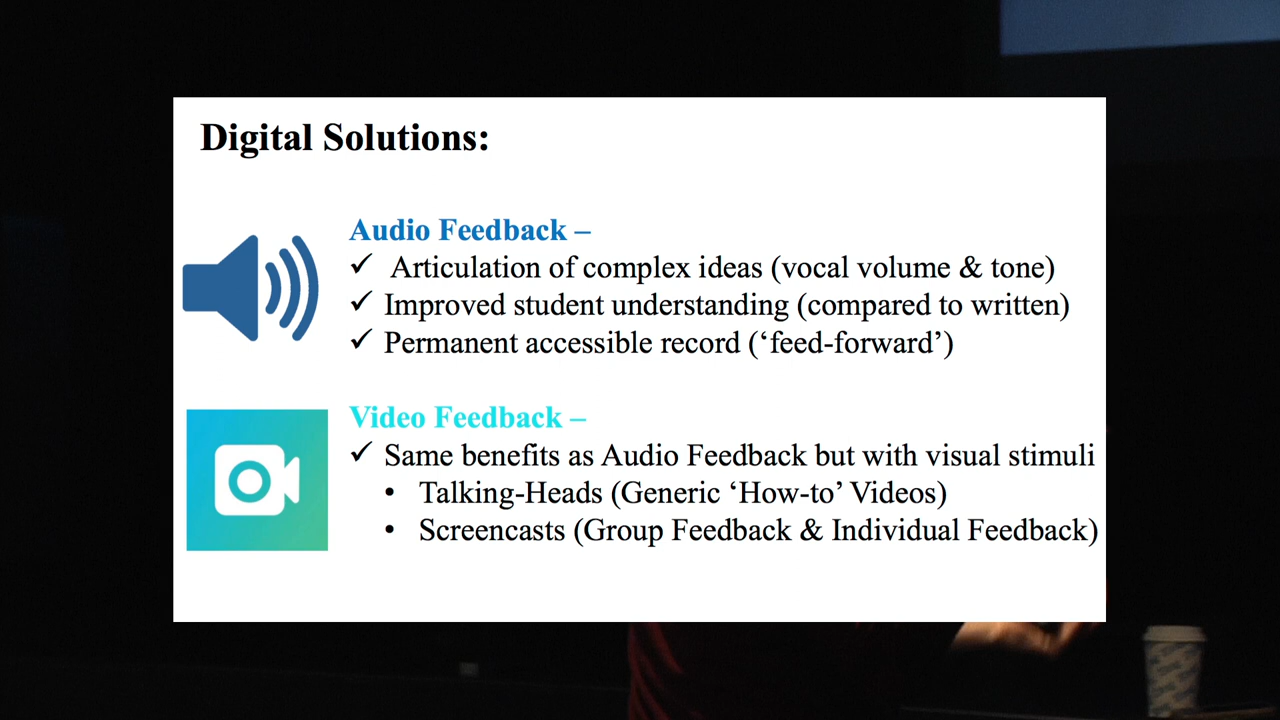 Digital Solutions:
Audio Feedback –
✓ Articulation of complex ideas (vocal volume & tone)
✓ Improved student understanding (compared to written)
✓ Permanent accessible record (‘feed-forward’)
Video Feedback –
✓ Same benefits as Audio Feedback but with visual stimuli
• Talking-Heads (Generic ‘How-to’ Videos)
• Screencasts (Group Feedback & Individual Feedback)